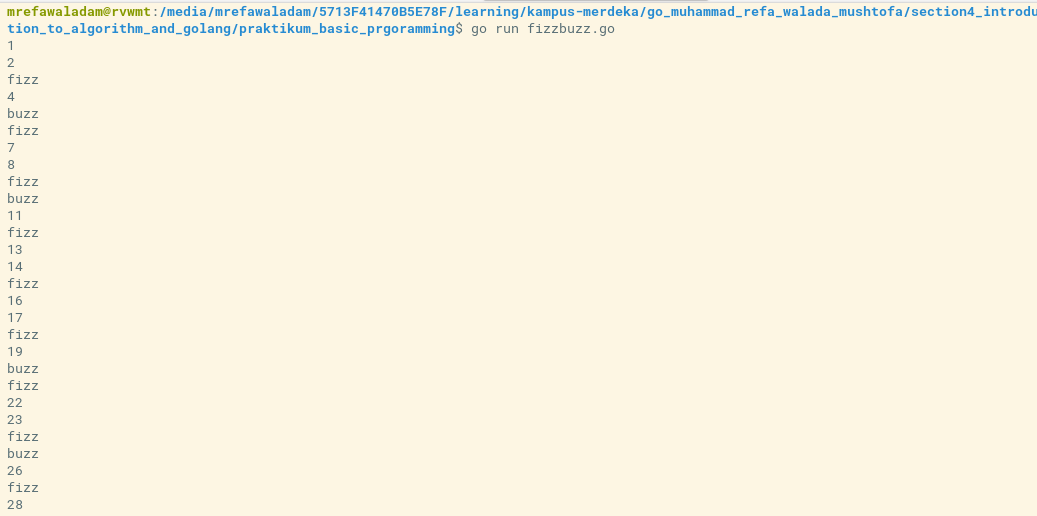 mrefawaladam@rvwmt:/media/mrefawaladam/5713F41470B5E78F/learning/kampus-merdeka/go_muhammad_refa_walada_mushtofa/section4_introdu
tion_to_algorithm_and_golang/praktikum_basic_prgoramming$ go run fizzbuzz.go
1
2
fizz
4
buzz
fizz
7
8
fizz
buzz
11
fizz
13
14
fizz
16
17
fizz
19
buzz
fizz
22
23
fizz
buzz
26
fizz
28